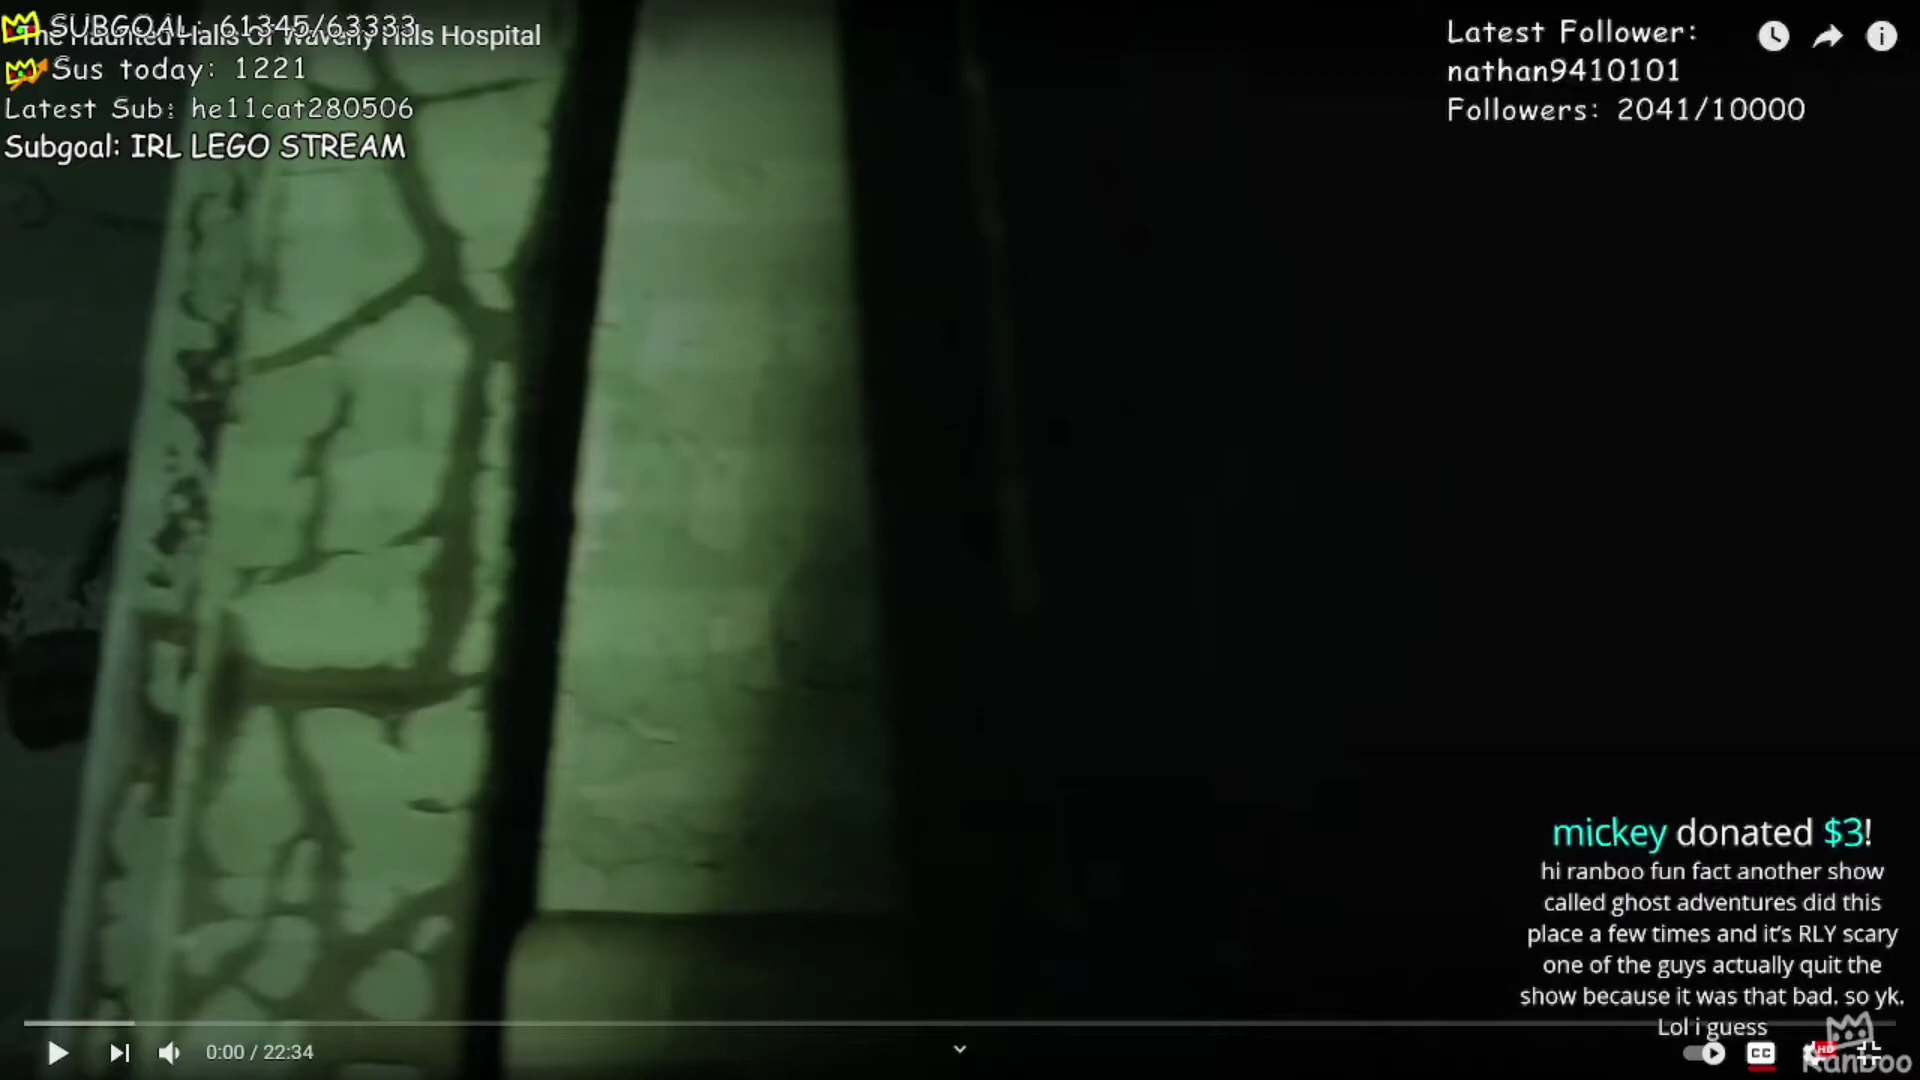 SUBGOAL: 61345/63333
The Haunted Halls Of Waverly Hills Hospital
Sus today: 1221
Latest Sub: he11cat280506
Subgoal: IRL LEGO STREAM
Latest Follower:
nathan9410101
Followers: 2041/10000
mickey donated $3!
hi ranboo fun fact another show
called ghost adventures did this
place a few times and it's RLY scary
one of the guys actually quit the
show because it was that bad. so yk.
Lol i guess
0:00 / 22:34
CC
HD
Ranboo